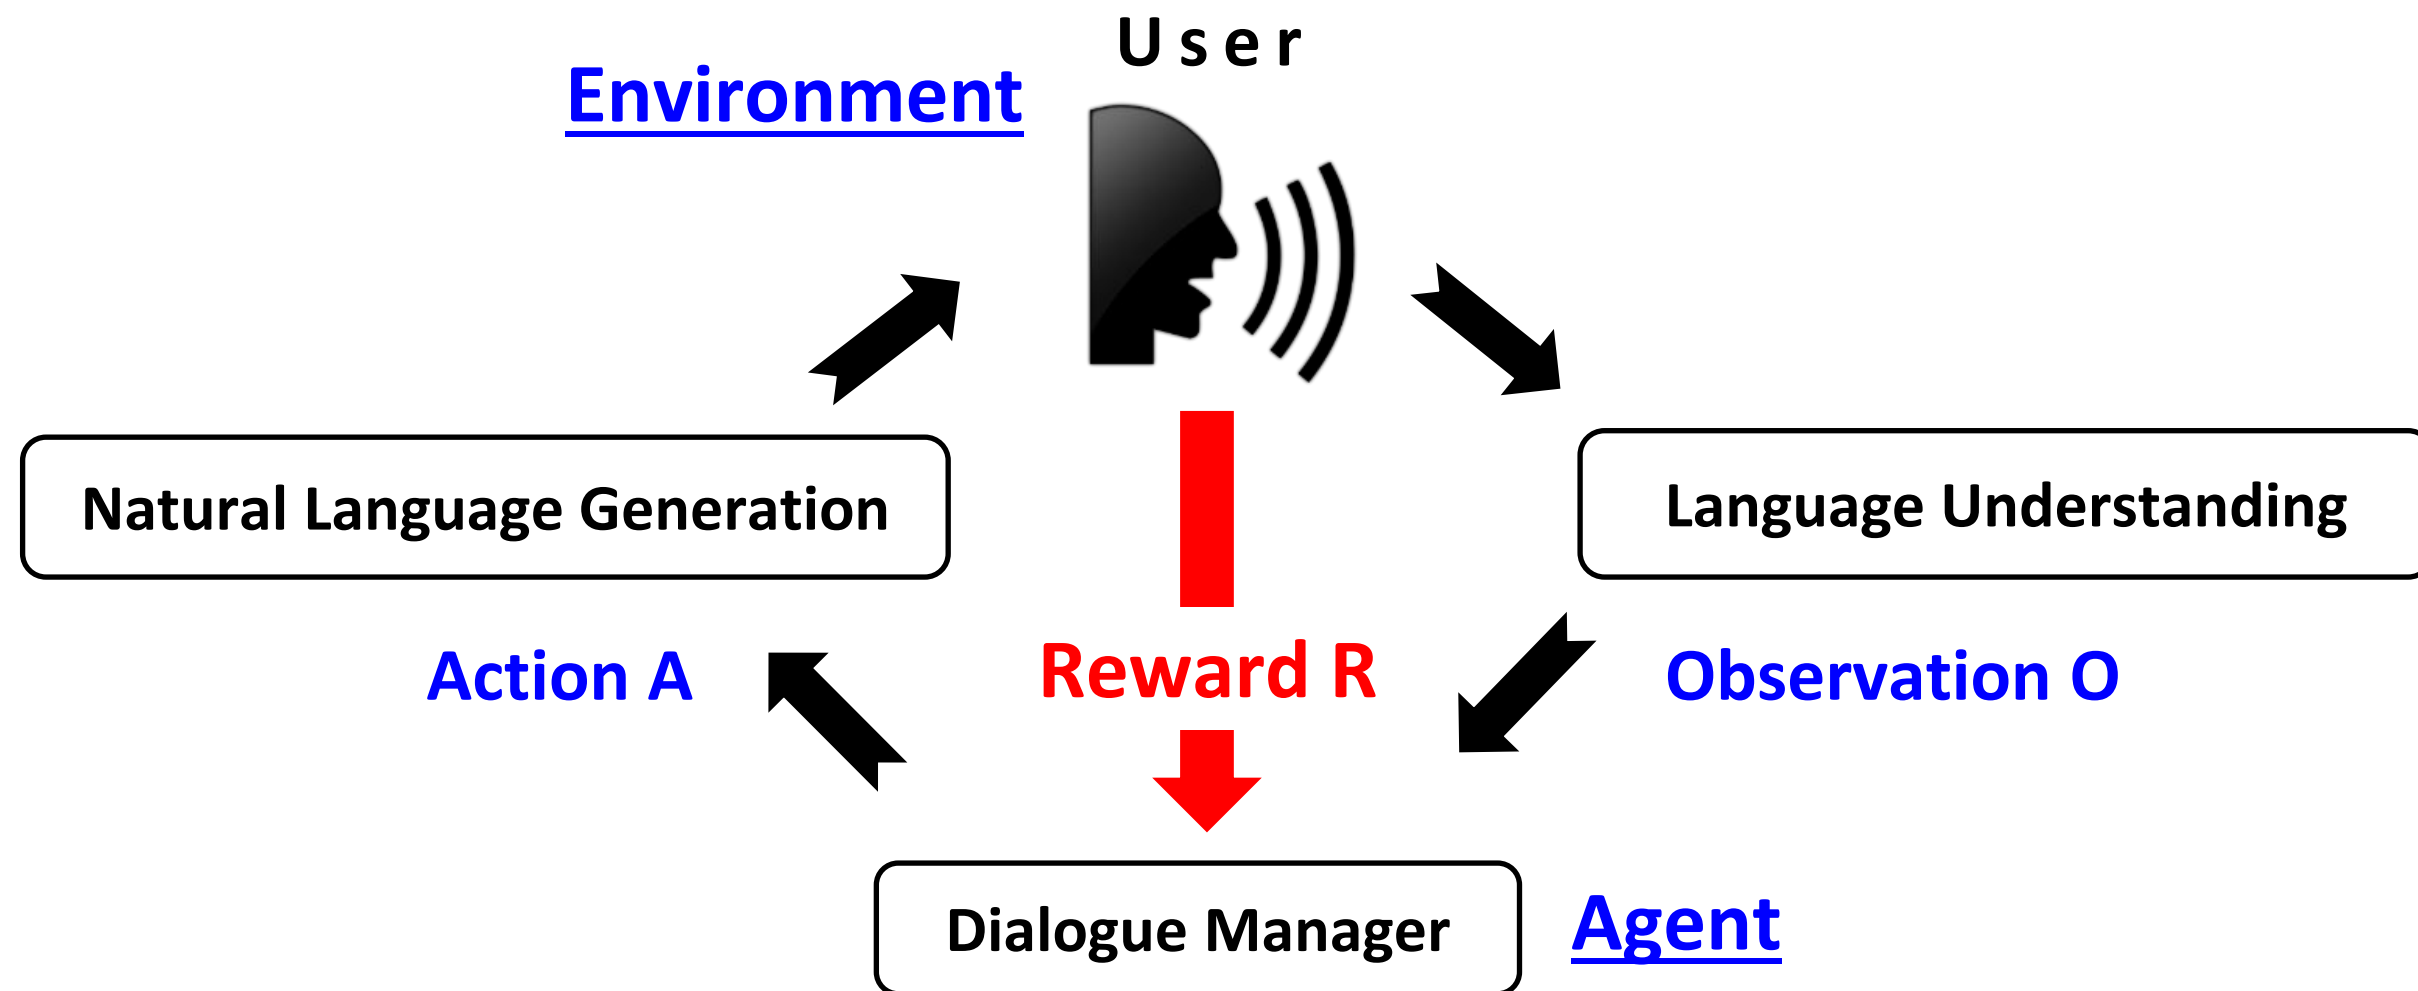 User
Environment
Natural Language Generation
Language Understanding
Action A
Reward R
Observation O
Dialogue Manager
Agent